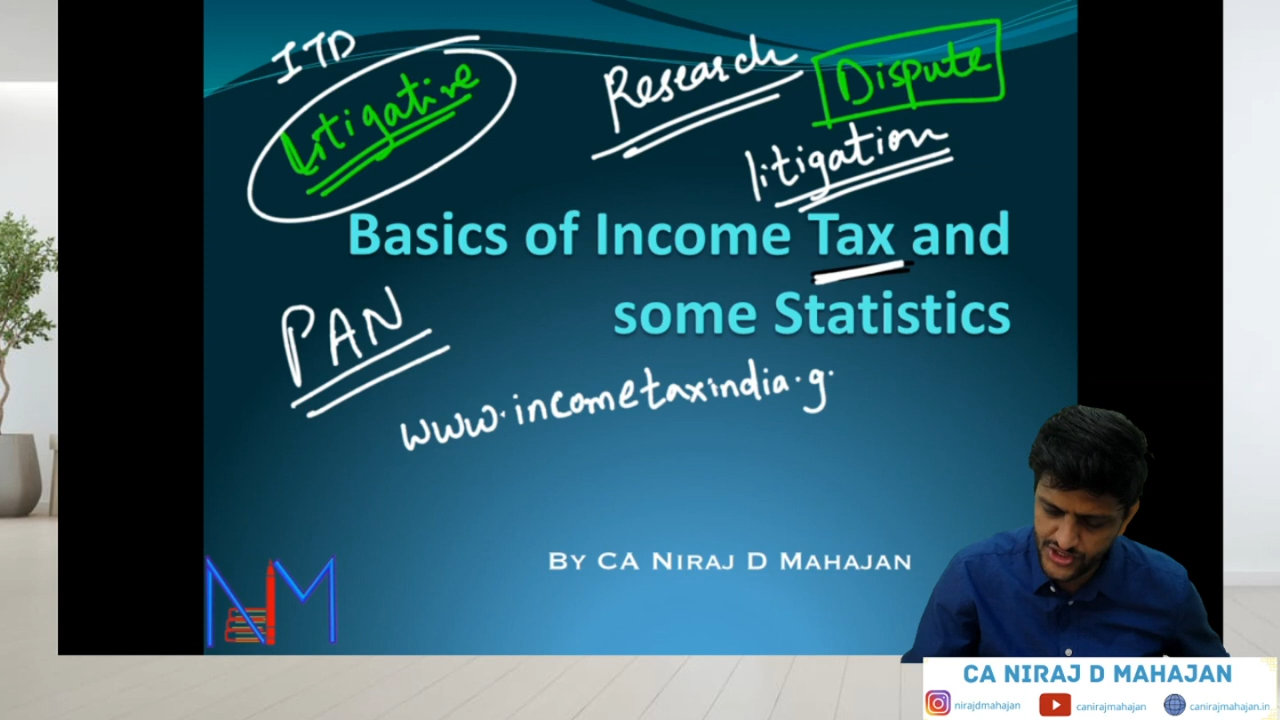 ITD
Litigative
Research
Dispute
litigation
Basics of Income Tax and
some Statistics
PAN
www.incometaxindia.g.
BY CA NIRAJ D MAHAJAN
NM
CA NIRAJ D MAHAJAN
nirajdmahajan
canirajmahajan
canirajmahajan.in